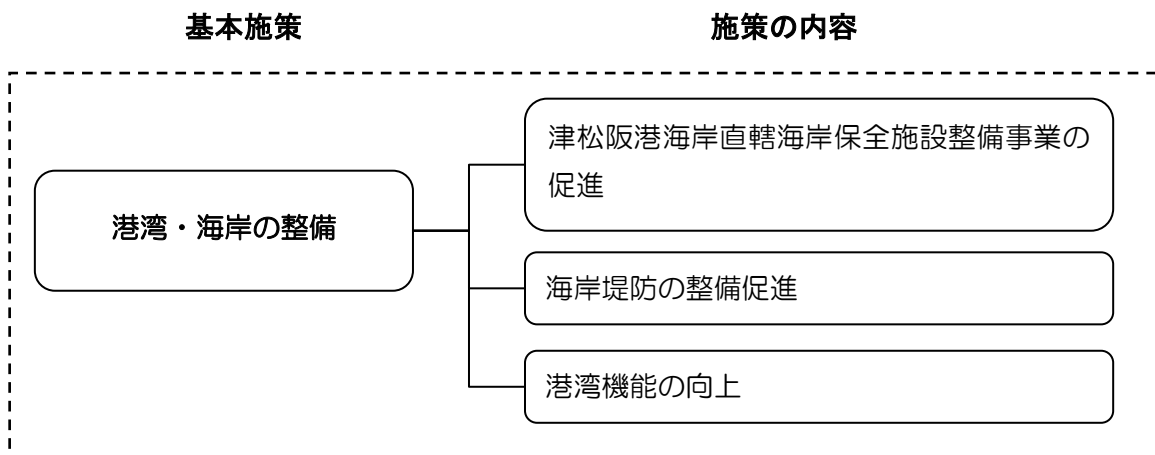 基本施策
施策の内容
港湾・海岸の整備
津松阪港海岸直轄海岸保全施設整備事業の
促進
海岸堤防の整備促進
港湾機能の向上